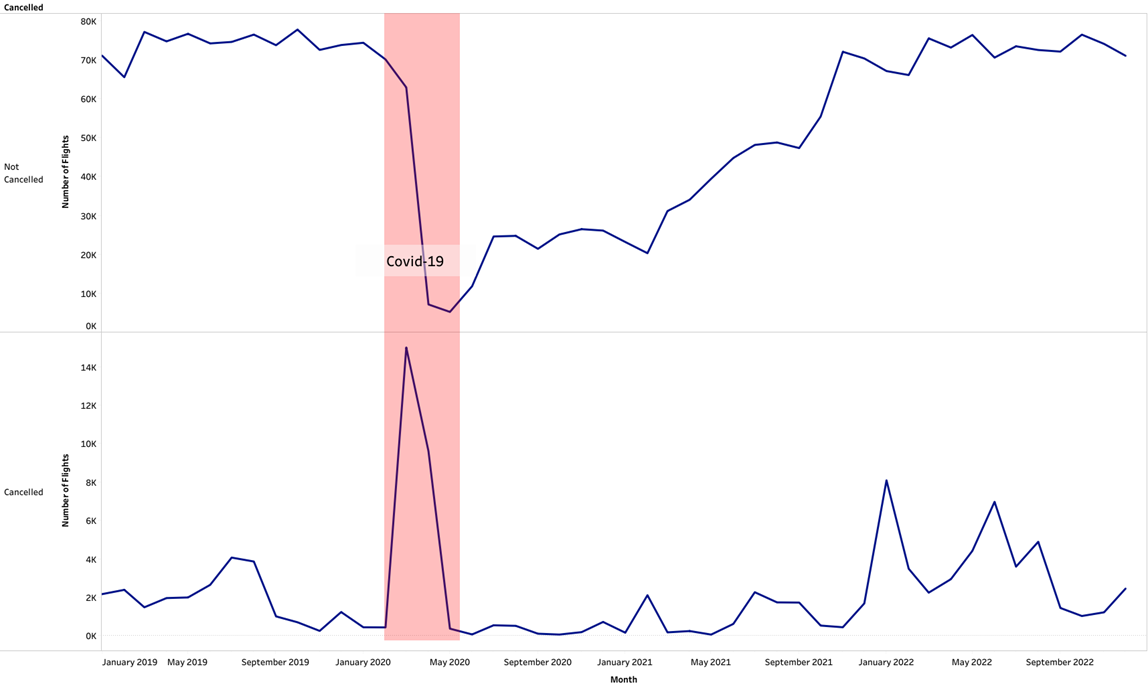 Cancelled
80K
70K
60K
50K
40K
30K
20K
10K
0K
Number of Flights
Not
Cancelled
Covid-19
14K
12K
10K
8K
6K
4K
2K
0K
Number of Flights
Cancelled
January 2019 May 2019 September 2019 January 2020 May 2020 September 2020 January 2021 May 2021 September 2021 January 2022 May 2022 September 2022
Month